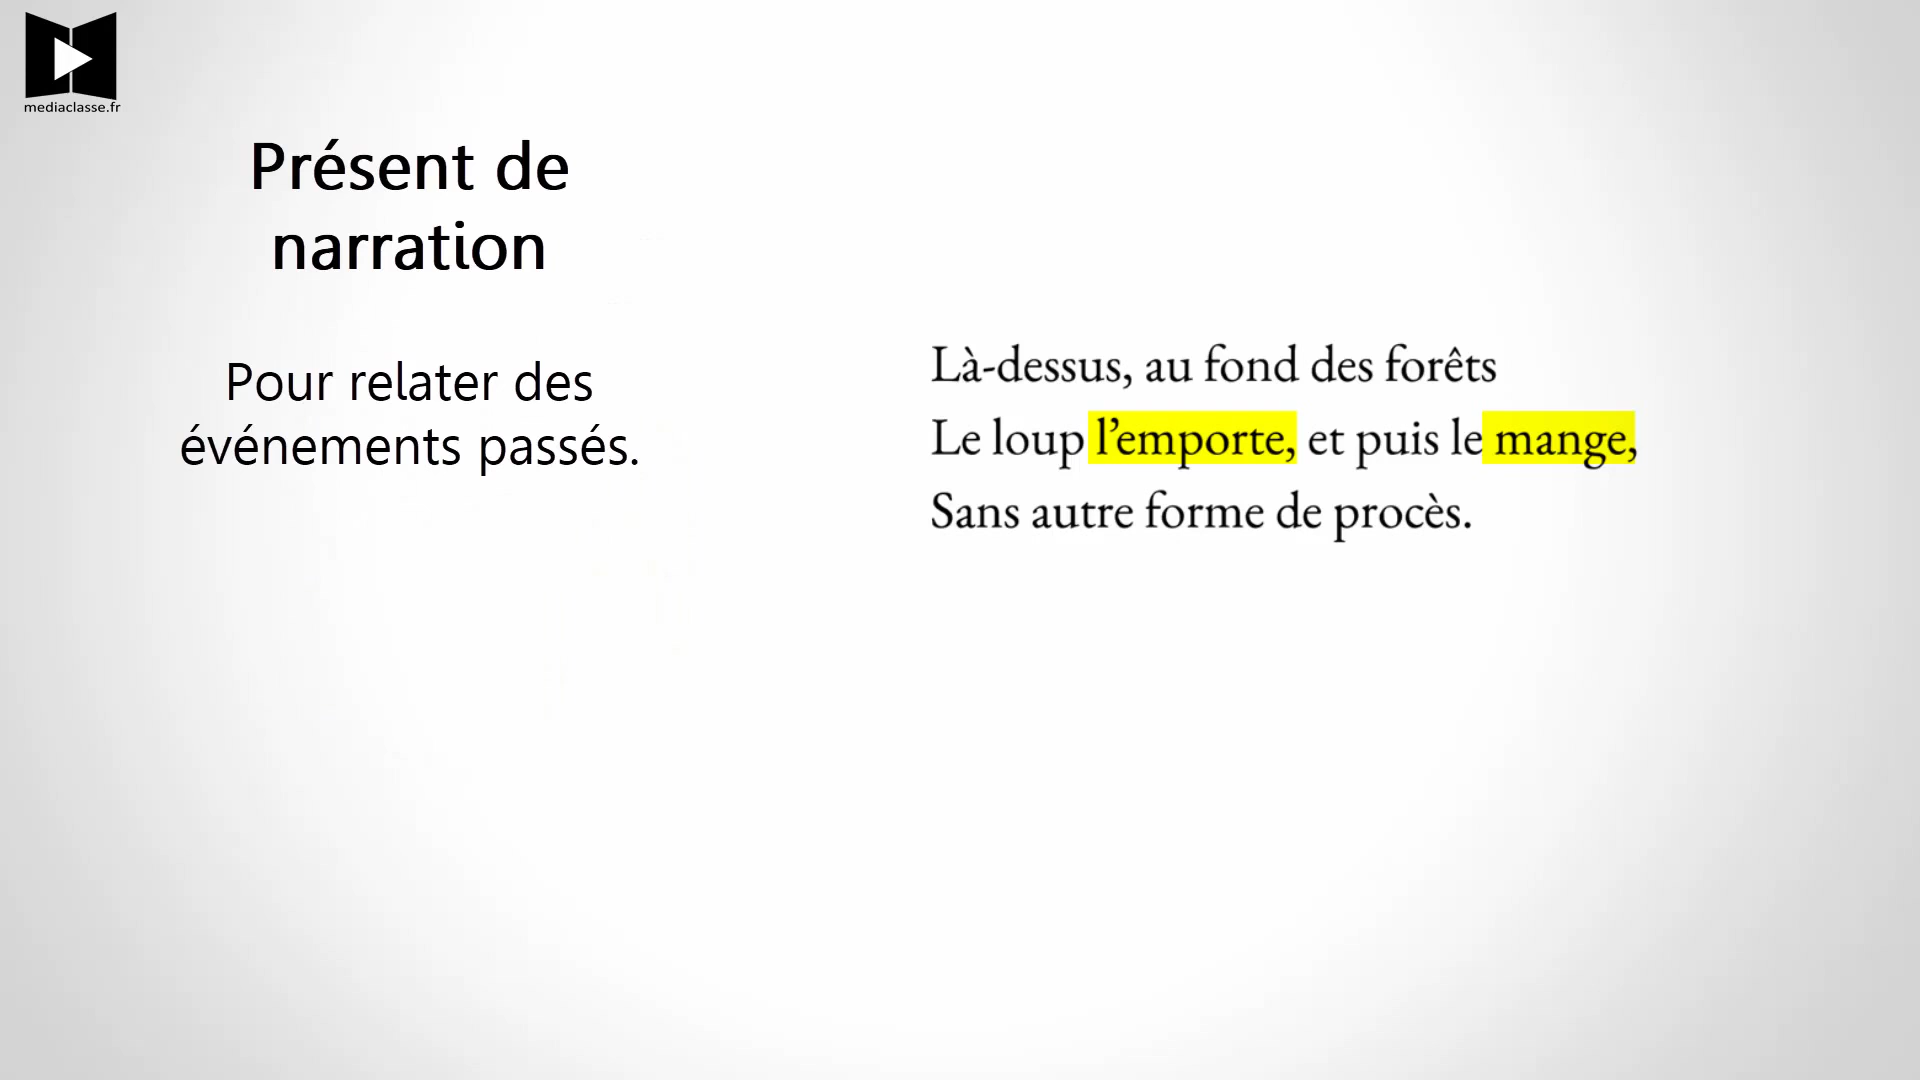 mediaclasse.fr
Présent de
narration
Pour relater des
événements passés.
Là-dessus, au fond des forêts
Le loup l’emporte, et puis le mange,
Sans autre forme de procès.